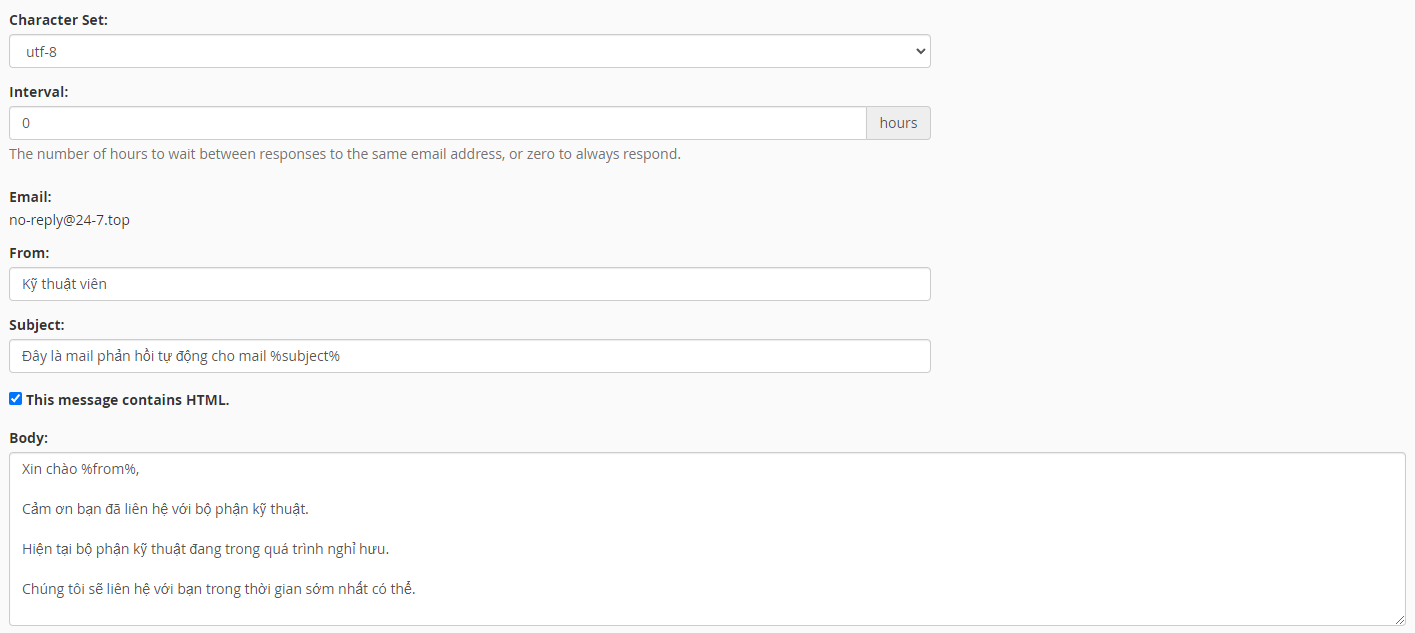 Character Set:
utf-8
Interval:
0
hours
The number of hours to wait between responses to the same email address, or zero to always respond.
Email:
no-reply@24-7.top
From:
Kỹ thuật viên
Subject:
Đây là mail phản hồi tự động cho mail %subject%
This message contains HTML.
Body:
Xin chào %from%,
Cảm ơn bạn đã liên hệ với bộ phận kỹ thuật.
Hiện tại bộ phận kỹ thuật đang trong quá trình nghỉ hưu.
Chúng tôi sẽ liên hệ với bạn trong thời gian sớm nhất có thể.